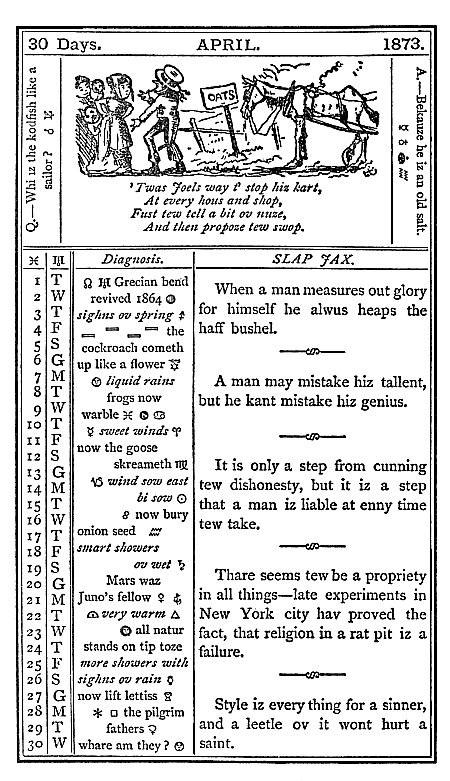 30 Days. APRIL. 1873.
Q.—Whi iz the kodfish like a
sailor? ☌ ♏
OATS
A.—Bekauze he iz an old salt.
'Twas Joels way t' stop hiz kart,
At every hous and shop,
Fust tew tell a bit ov nuze,
And then propoze tew swop.
♓ ♏ Diagnosis.
1 T ☊ ♏ Grecian bend
2 W revived 1864
3 T sighns ov spring
4 F the
5 S cockroach cometh
6 G up like a flower
7 M liquid rains
8 T frogs now
9 W warble ♓ ♋
10 T ☿ sweet winds ♈
11 F now the goose
12 S skreameth ♍
13 G ♑ wind sow east
14 M bi sow ☉
15 T 8 now bury
16 W onion seed
17 T smart showers
18 F ov wet ♄
19 S Mars waz
20 G Juno's fellow ♀
21 M very warm △
22 T all natur
23 W stands on tip toze
24 T more showers with
25 F sighns ov rain
26 S now lift lettiss
27 G * □ the pilgrim
28 M fathers ♀
29 T whare am they?
30 W
SLAP JAX.
When a man measures out glory
for himself he alwus heaps the
haff bushel.
A man may mistake hiz tallent,
but he kant mistake hiz genius.
It is only a step from cunning
tew dishonesty, but it iz a step
that a man iz liable at enny time
tew take.
Thare seems tew be a propriety
in all things—late experiments in
New York city hav proved the
fact, that religion in a rat pit iz a
failure.
Style iz every thing for a sinner,
and a leetle ov it wont hurt a
saint.